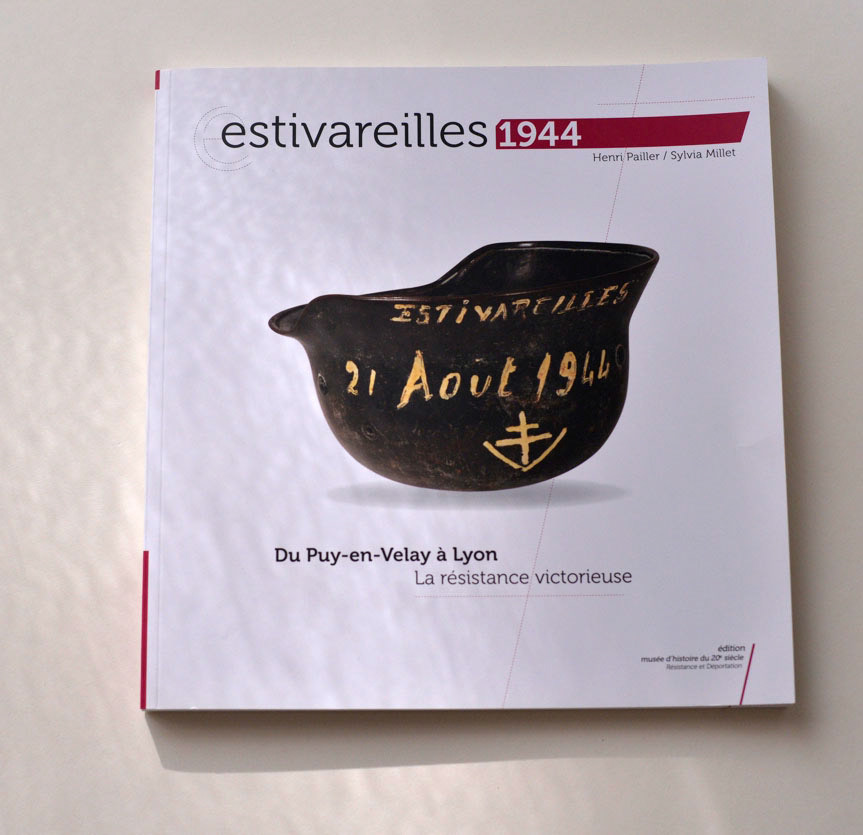 estivareilles 1944
Henri Pailler / Sylvia Millet
ESTIVAREILLES
21 Aout 1944
Du Puy-en-Velay à Lyon
La résistance victorieuse
édition
musée d'histoire du 20e siècle
Résistance et Déportation